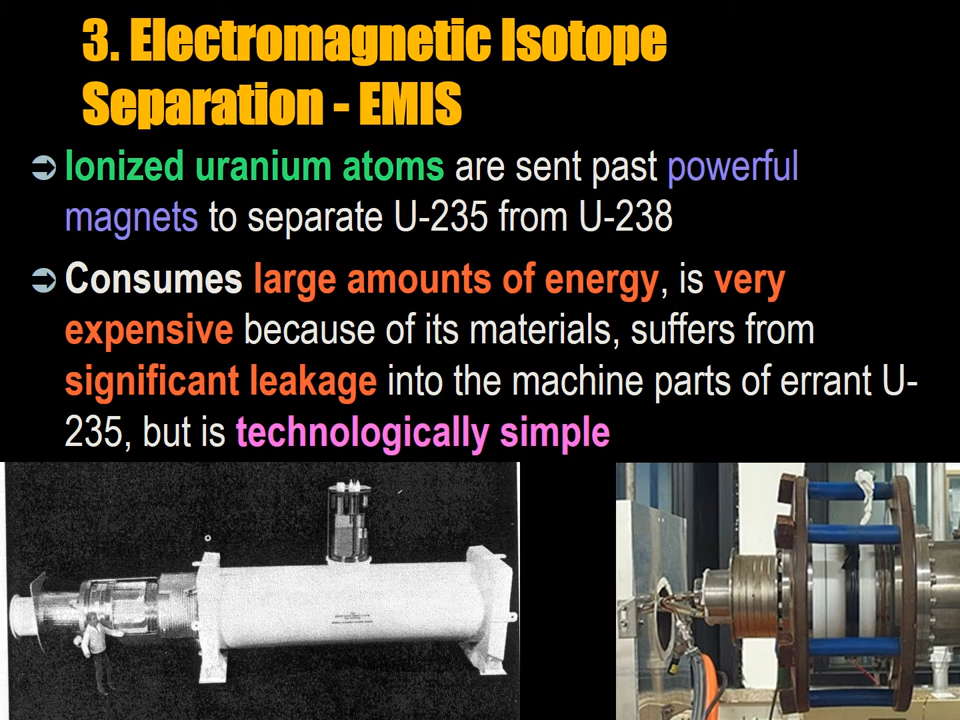 3. Electromagnetic Isotope
Separation - EMIS
Ionized uranium atoms are sent past powerful
magnets to separate U-235 from U-238
Consumes large amounts of energy, is very
expensive because of its materials, suffers from
significant leakage into the machine parts of errant U-
235, but is technologically simple